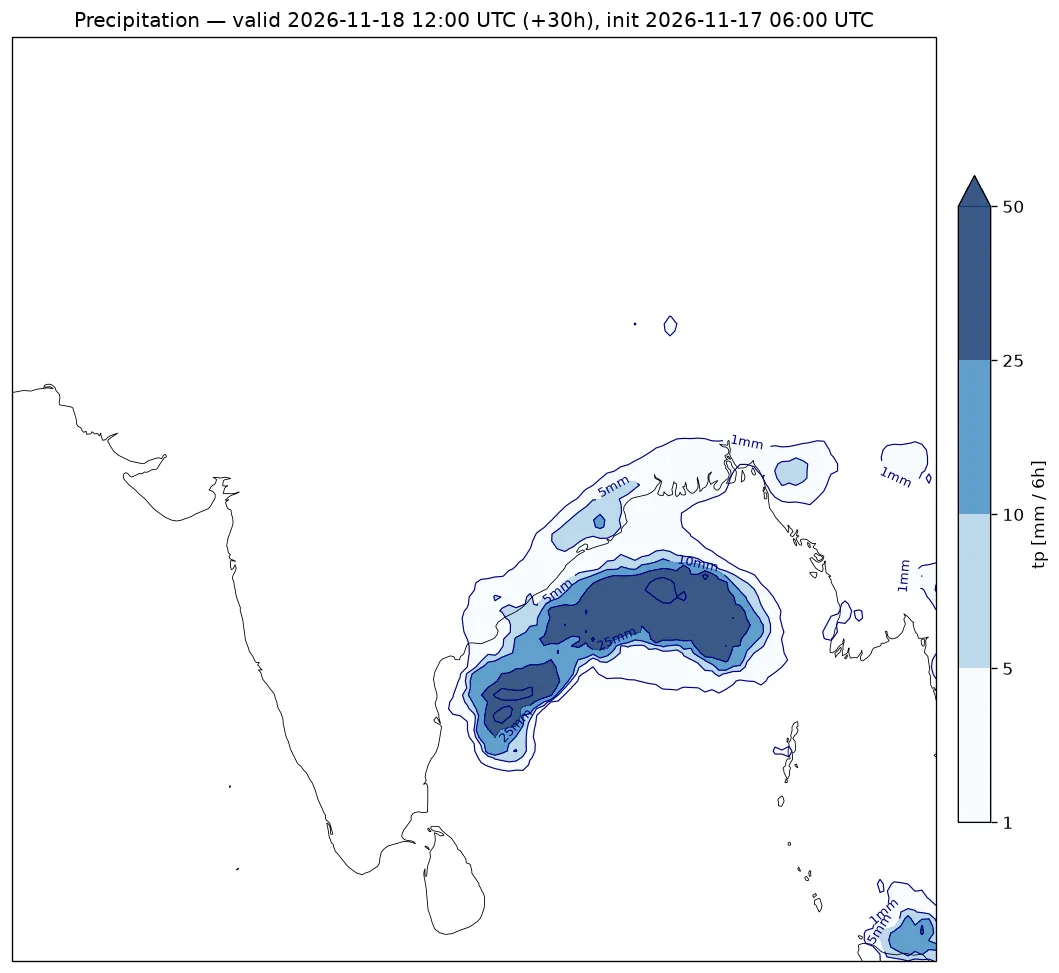 Precipitation — valid 2026-11-18 12:00 UTC (+30h), init 2026-11-17 06:00 UTC
50
25
10
5
1
tp [mm / 6h]
1mm
5mm
1mm
10mm
1mm
5mm
25mm
25mm
1mm
5mm